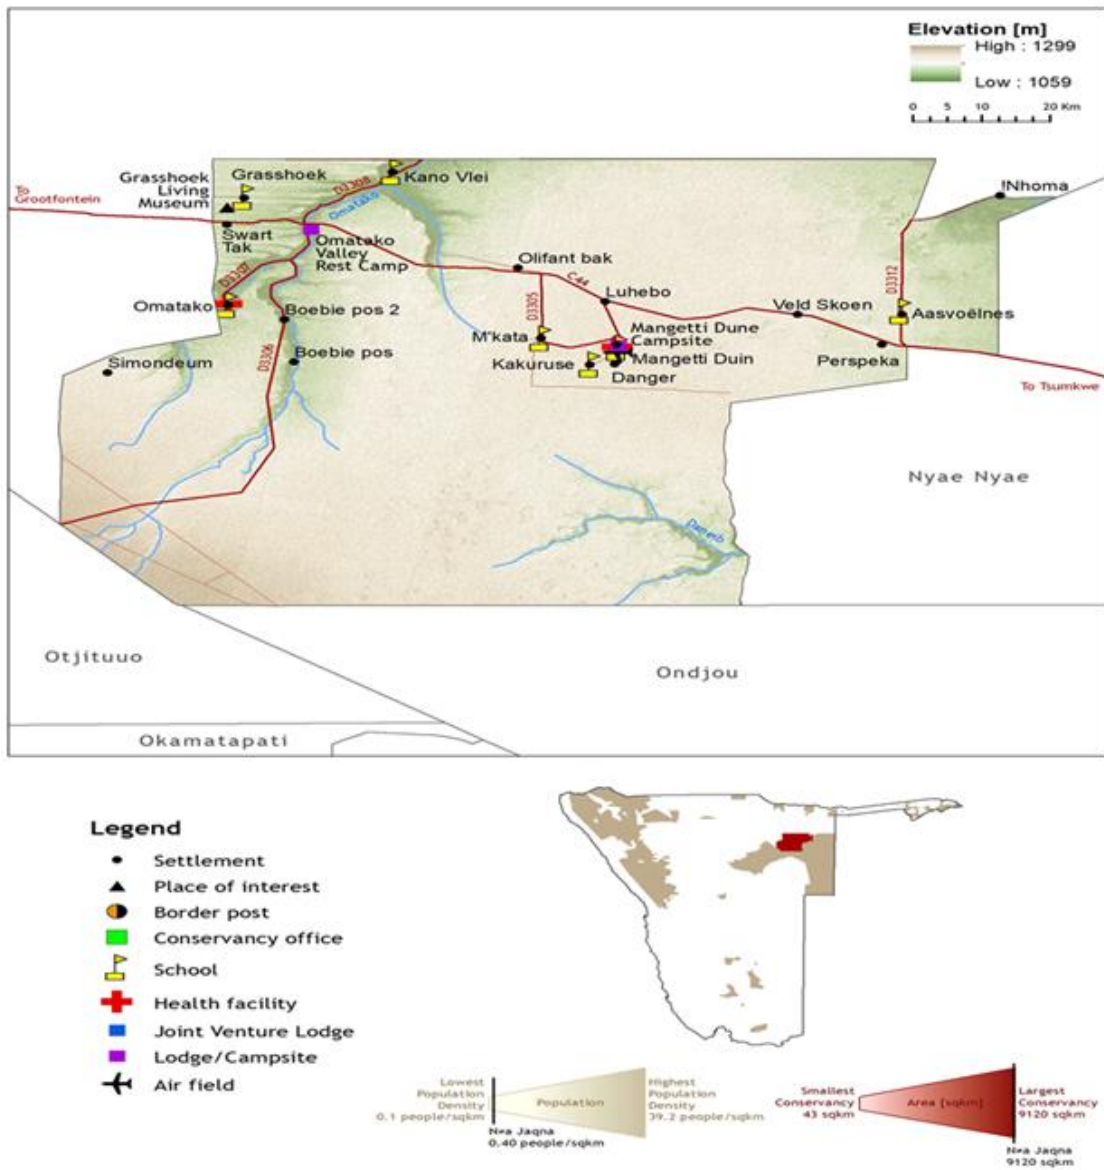 Elevation [m]
High : 1299
Low : 1059
0 5 10 20 Km
To
Grootfontein
Grasshoek
Living
Museum
Grasshoek
Kano Vlei
D3308
Omatako
!Nhoma
Swart
Tak
Omatako
Valley
Rest Camp
D3307
Olifant bak
C44
D3305
D3312
Luhebo
Veld Skoen
Aasvoëlnes
Omatako
Boebie pos 2
M'kata
Mangetti Dune
Campsite
Perspeka
Simondeum
D3306
Boebie pos
Kakuruse
Mangetti Duin
Danger
To Tsumkwe
Nyae Nyae
Otjituuo
Ondjou
Okamatapati
Legend
Settlement
Place of interest
Border post
Conservancy office
School
Health facility
Joint Venture Lodge
Lodge/Campsite
Air field
Lowest
Population
Density
0.1 people/sqkm
Population
Highest
Population
Density
39.2 people/sqkm
N≠a Jaqna
0.40 people/sqkm
Smallest
Conservancy
43 sqkm
Area [sqkm]
Largest
Conservancy
9120 sqkm
N≠a Jaqna
9120 sqkm